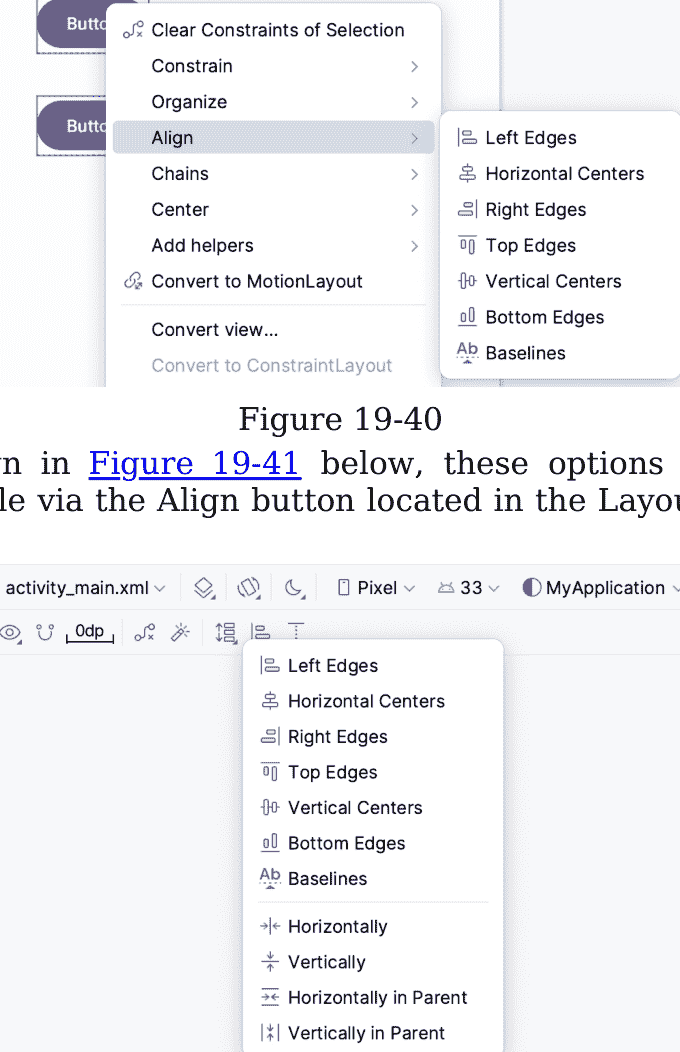 Butto
Clear Constraints of Selection
Constrain
Organize
Butto
Align
Chains
Center
Add helpers
Convert to MotionLayout
Convert view...
Convert to ConstraintLayout
Left Edges
Horizontal Centers
Right Edges
Top Edges
Vertical Centers
Bottom Edges
Ab Baselines
Figure 19-40
gn in Figure 19-41 below, these options
le via the Align button located in the Layou
activity_main.xml Pixel 33 MyApplication
0dp
Left Edges
Horizontal Centers
Right Edges
Top Edges
Vertical Centers
Bottom Edges
Ab Baselines
Horizontally
Vertically
Horizontally in Parent
Vertically in Parent